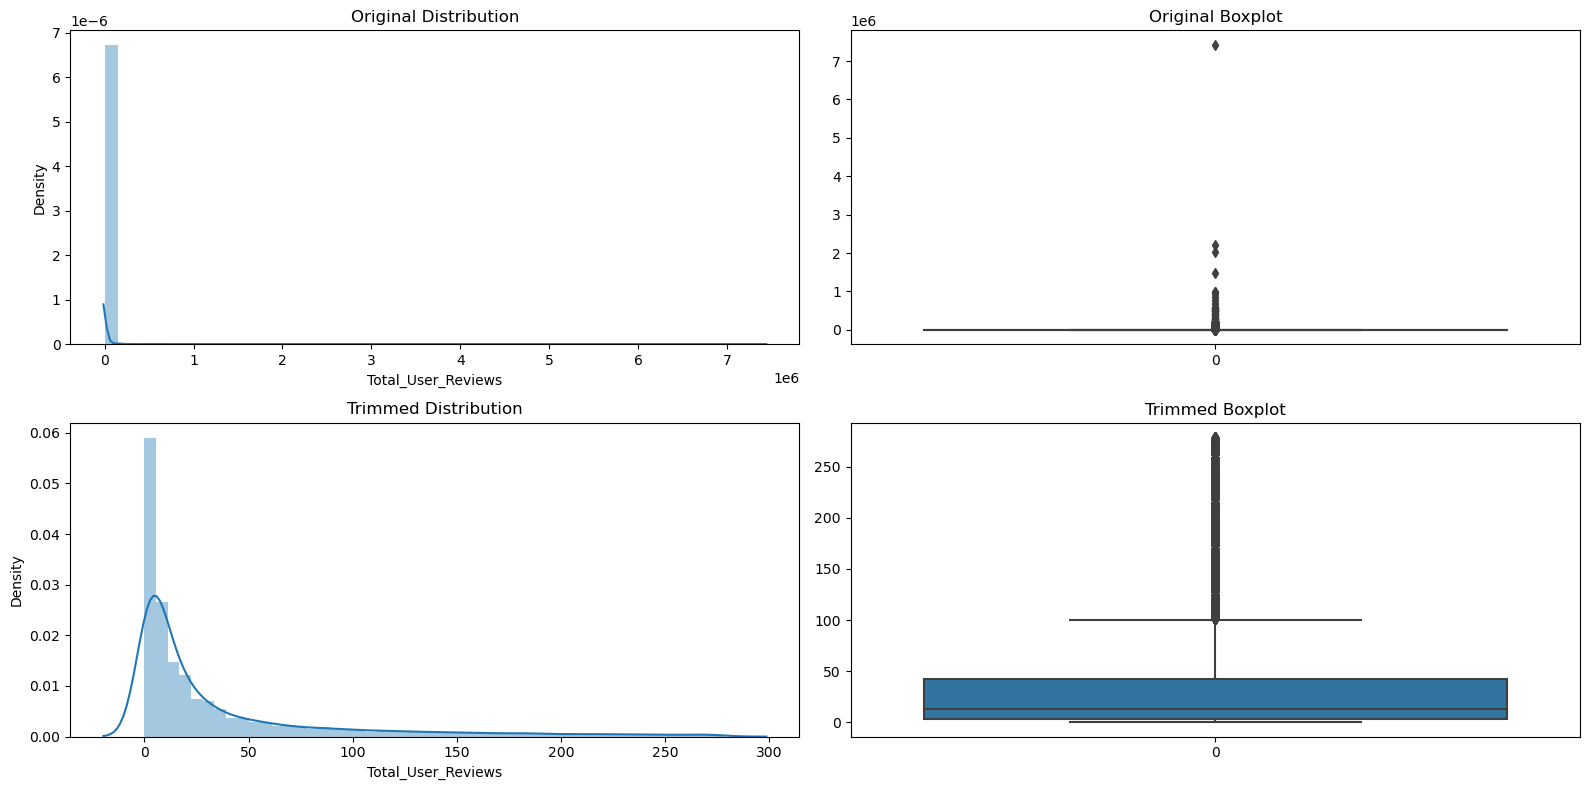 Original Distribution
1e−6
7
6
5
4
3
2
1
0
Density
0 1 2 3 4 5 6 7
1e6
Total_User_Reviews
Original Boxplot
1e6
7
6
5
4
3
2
1
0
0
Trimmed Distribution
0.06
0.05
0.04
0.03
0.02
0.01
0.00
Density
0 50 100 150 200 250 300
Total_User_Reviews
Trimmed Boxplot
250
200
150
100
50
0
0